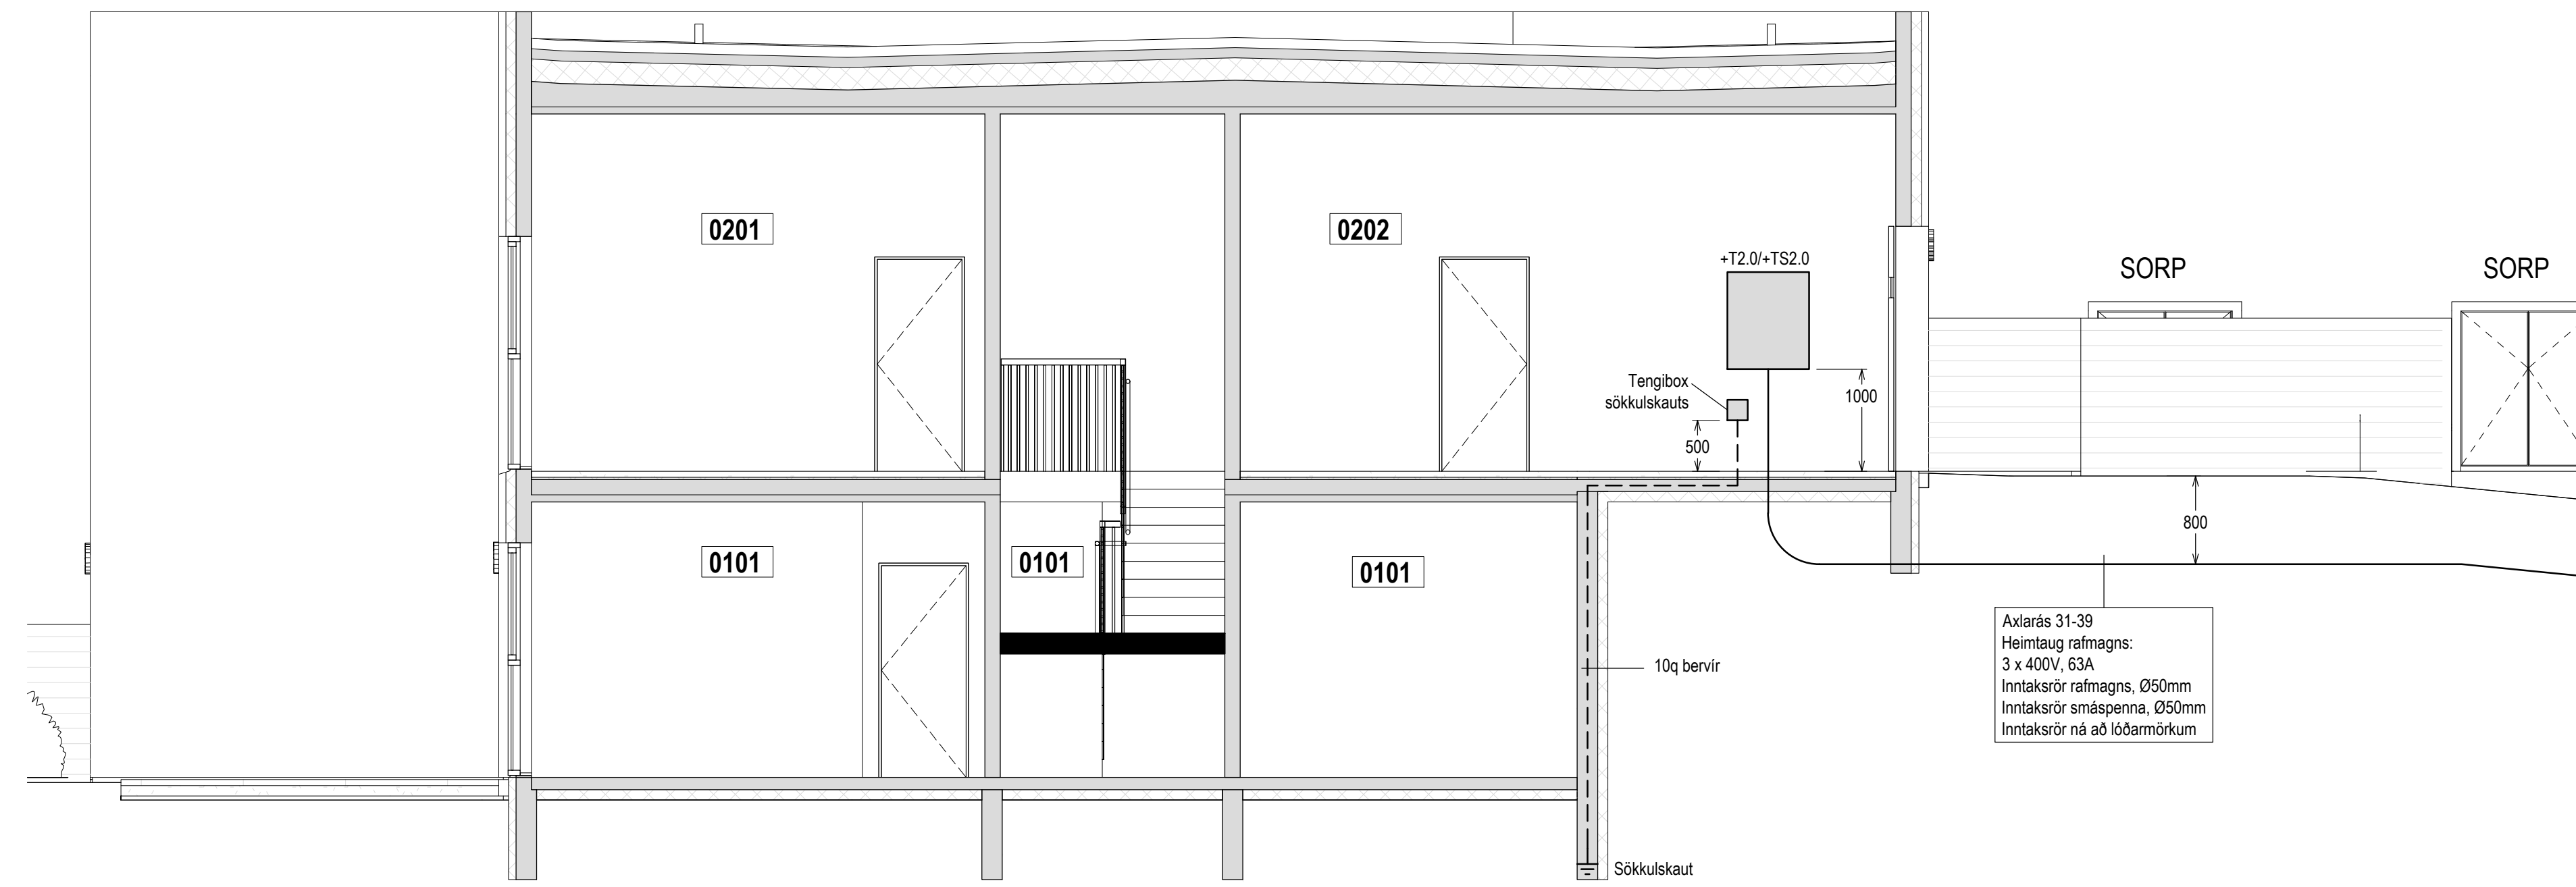 0201
0202
+T2.0/+TS2.0
SORP
SORP
Tengibox
sökkulskauts
1000
500
800
0101
0101
0101
10q bervír
Axlarás 31-39
Heimtaug rafmagns:
3 x 400V, 63A
Inntaksrör rafmagns, Ø50mm
Inntaksrör smáspenna, Ø50mm
Inntaksrör ná að lóðarmörkum
Sökkulskaut